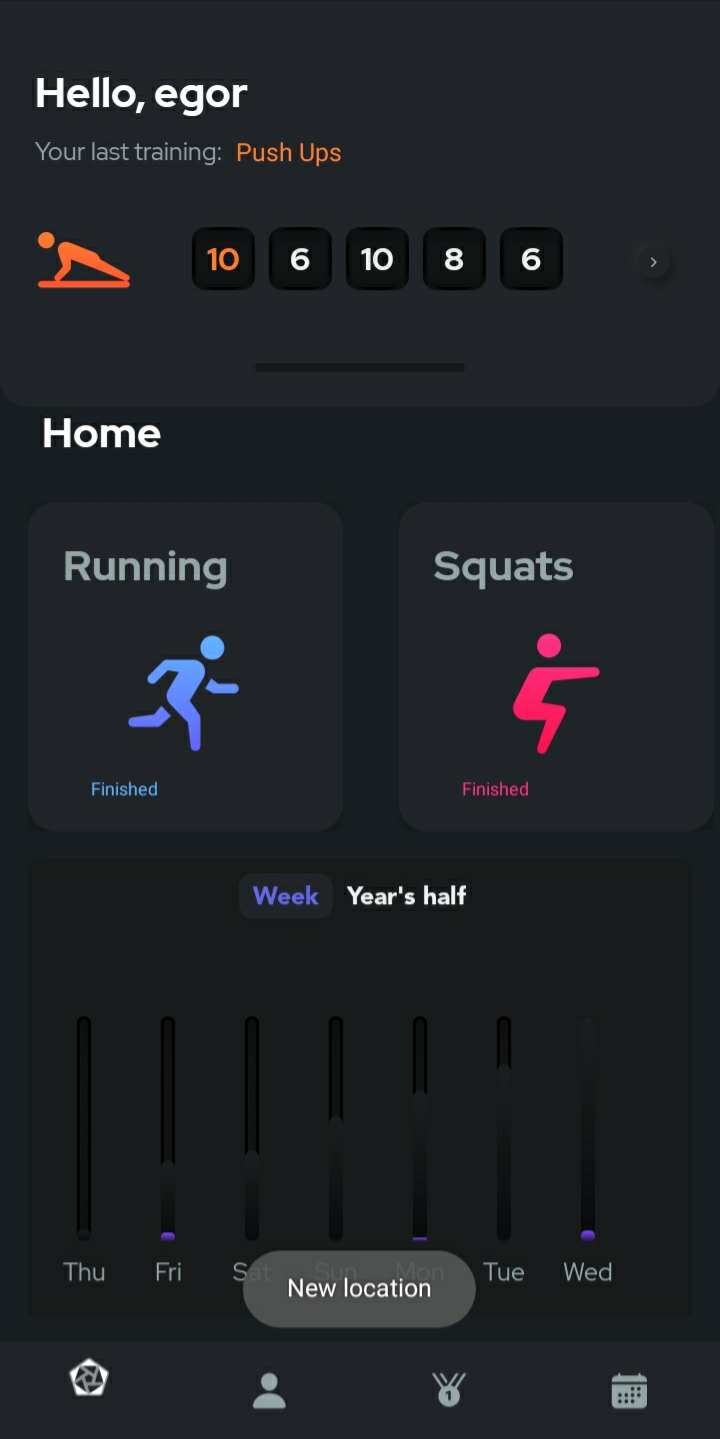 Hello, egor
Your last training: Push Ups
10 6 10 8 6
Home
Running Squats
Finished Finished
Week Year's half
Thu Fri Sat Sun Mon Tue Wed
New location
1